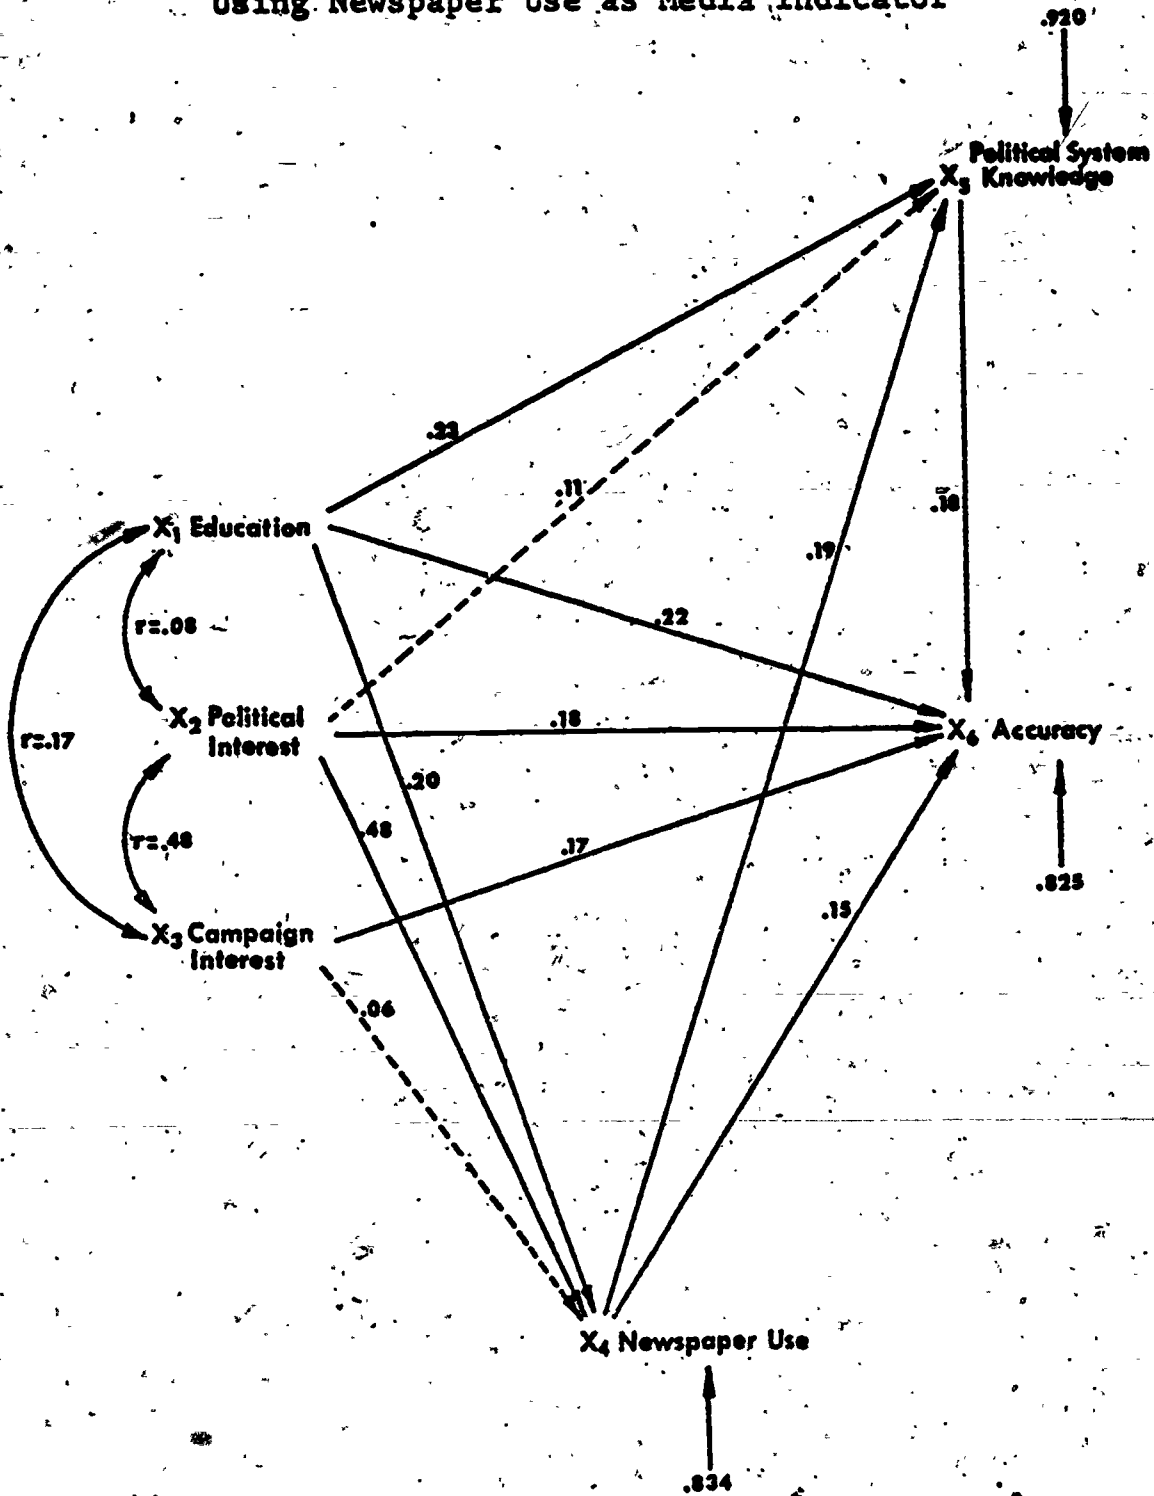 Using Newspaper Use as Media Indicator
.920
Political System
X5 Knowledge
.23
.11
.18
X1 Education
.19
r=.08
.22
X2 Political
Interest
.18
X6 Accuracy
r=.17
.20
.48
r=.48
.17
.825
.15
X3 Campaign
Interest
.06
X4 Newspaper Use
.834